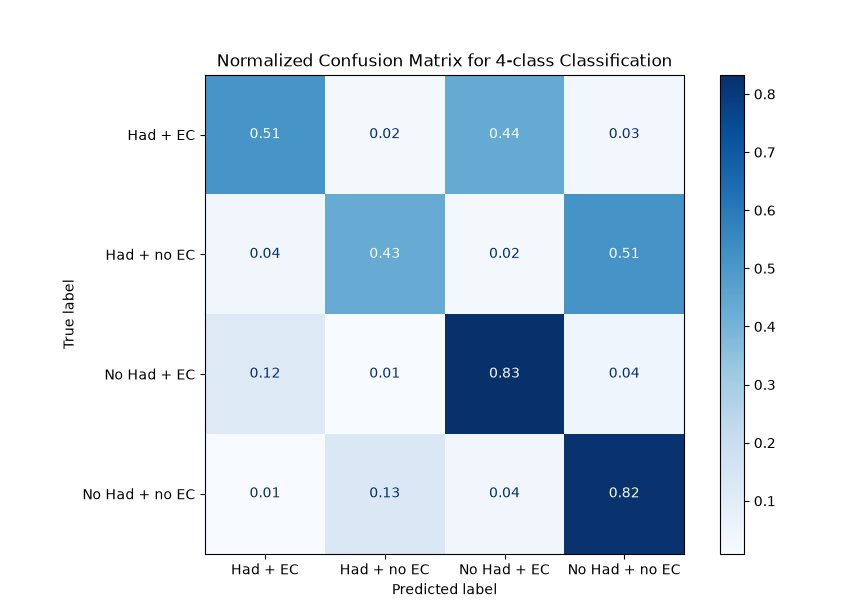 Normalized Confusion Matrix for 4-class Classification
Had + EC
0.51 0.02 0.44 0.03
0.8
0.7
Had + no EC
0.04 0.43 0.02 0.51
0.6
0.5
True label
No Had + EC
0.12 0.01 0.83 0.04
0.4
0.3
No Had + no EC
0.01 0.13 0.04 0.82
0.2
0.1
Had + EC Had + no EC No Had + EC No Had + no EC
Predicted label